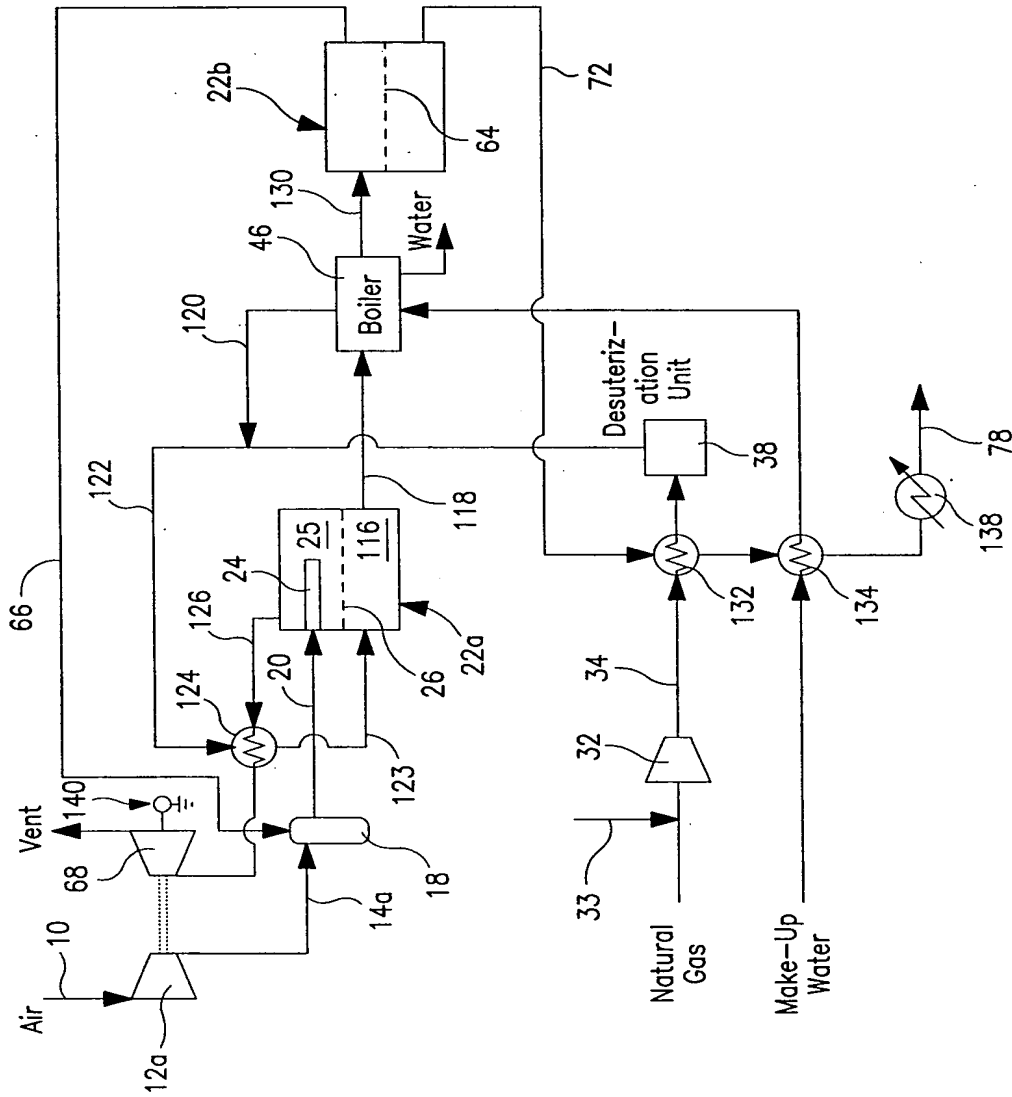 Air
10
12a
Vent
68
140
14a
18
66
122
124
126
20
123
24
25
26
116
22a
118
120
46
Boiler
Water
130
22b
64
72
33
Natural
Gas
32
34
132
38
Desuteriz-
ation
Unit
Make-Up
Water
134
138
78